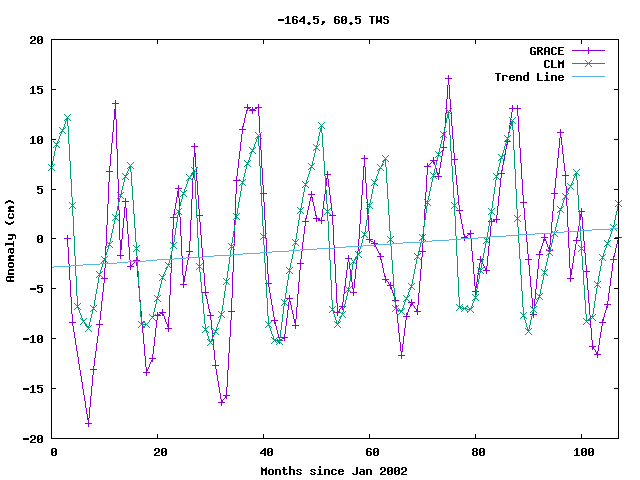 -164.5, 60.5 TWS
GRACE
CLM
Trend Line
20
15
10
5
0
-5
-10
-15
-20
Anomaly (cm)
0 20 40 60 80 100
Months since Jan 2002